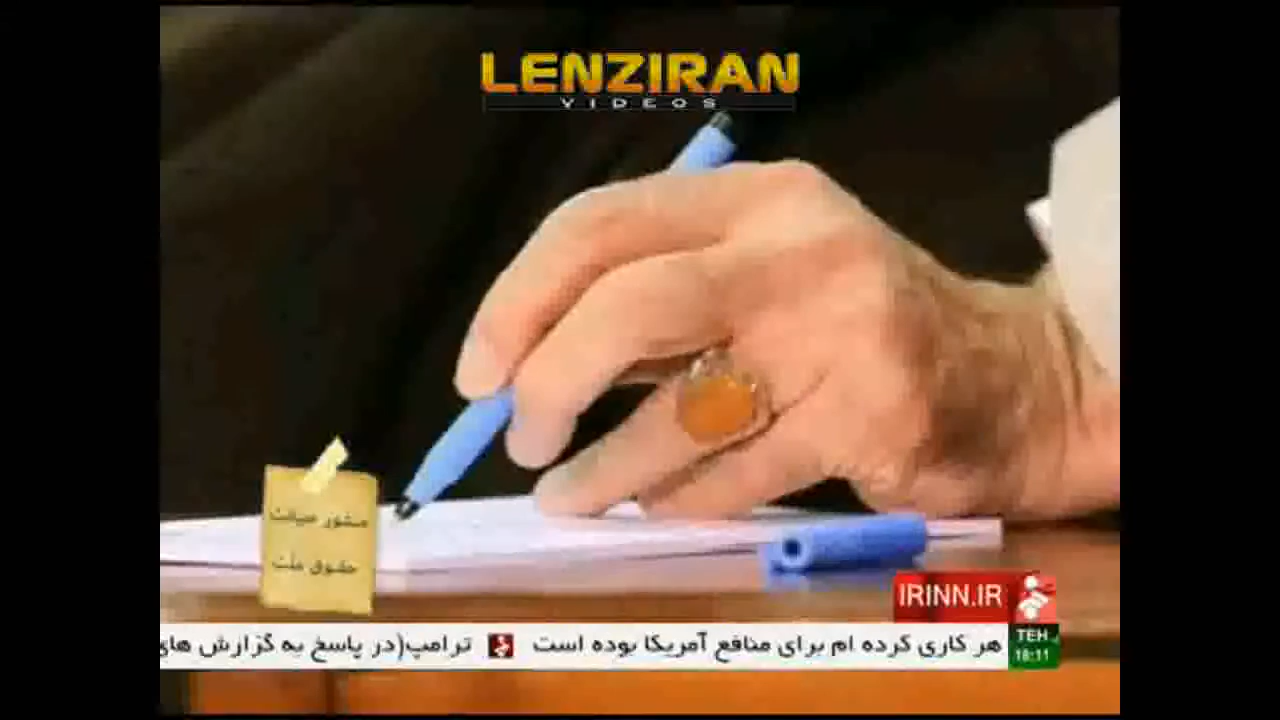 LENZIRAN
VIDEOS
منشور صیانت
حقوق ملت
IRINN.IR
TEH
18:11
هر کاری کرده ام برای منافع آمریکا بوده است
ترامپ(در پاسخ به گزارش های